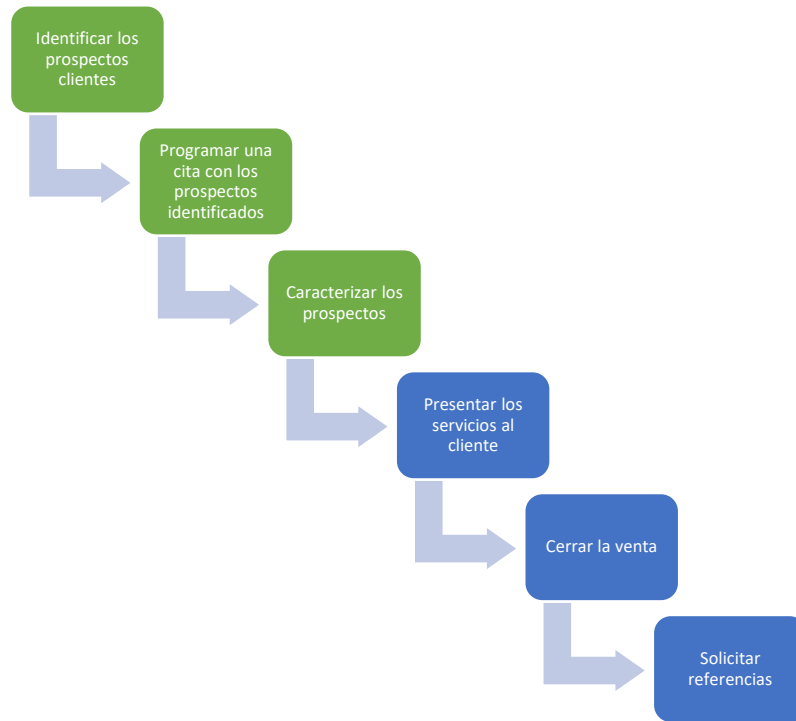 Identificar los
prospectos
clientes
Programar una
cita con los
prospectos
identificados
Caracterizar los
prospectos
Presentar los
servicios al
cliente
Cerrar la venta
Solicitar
referencias